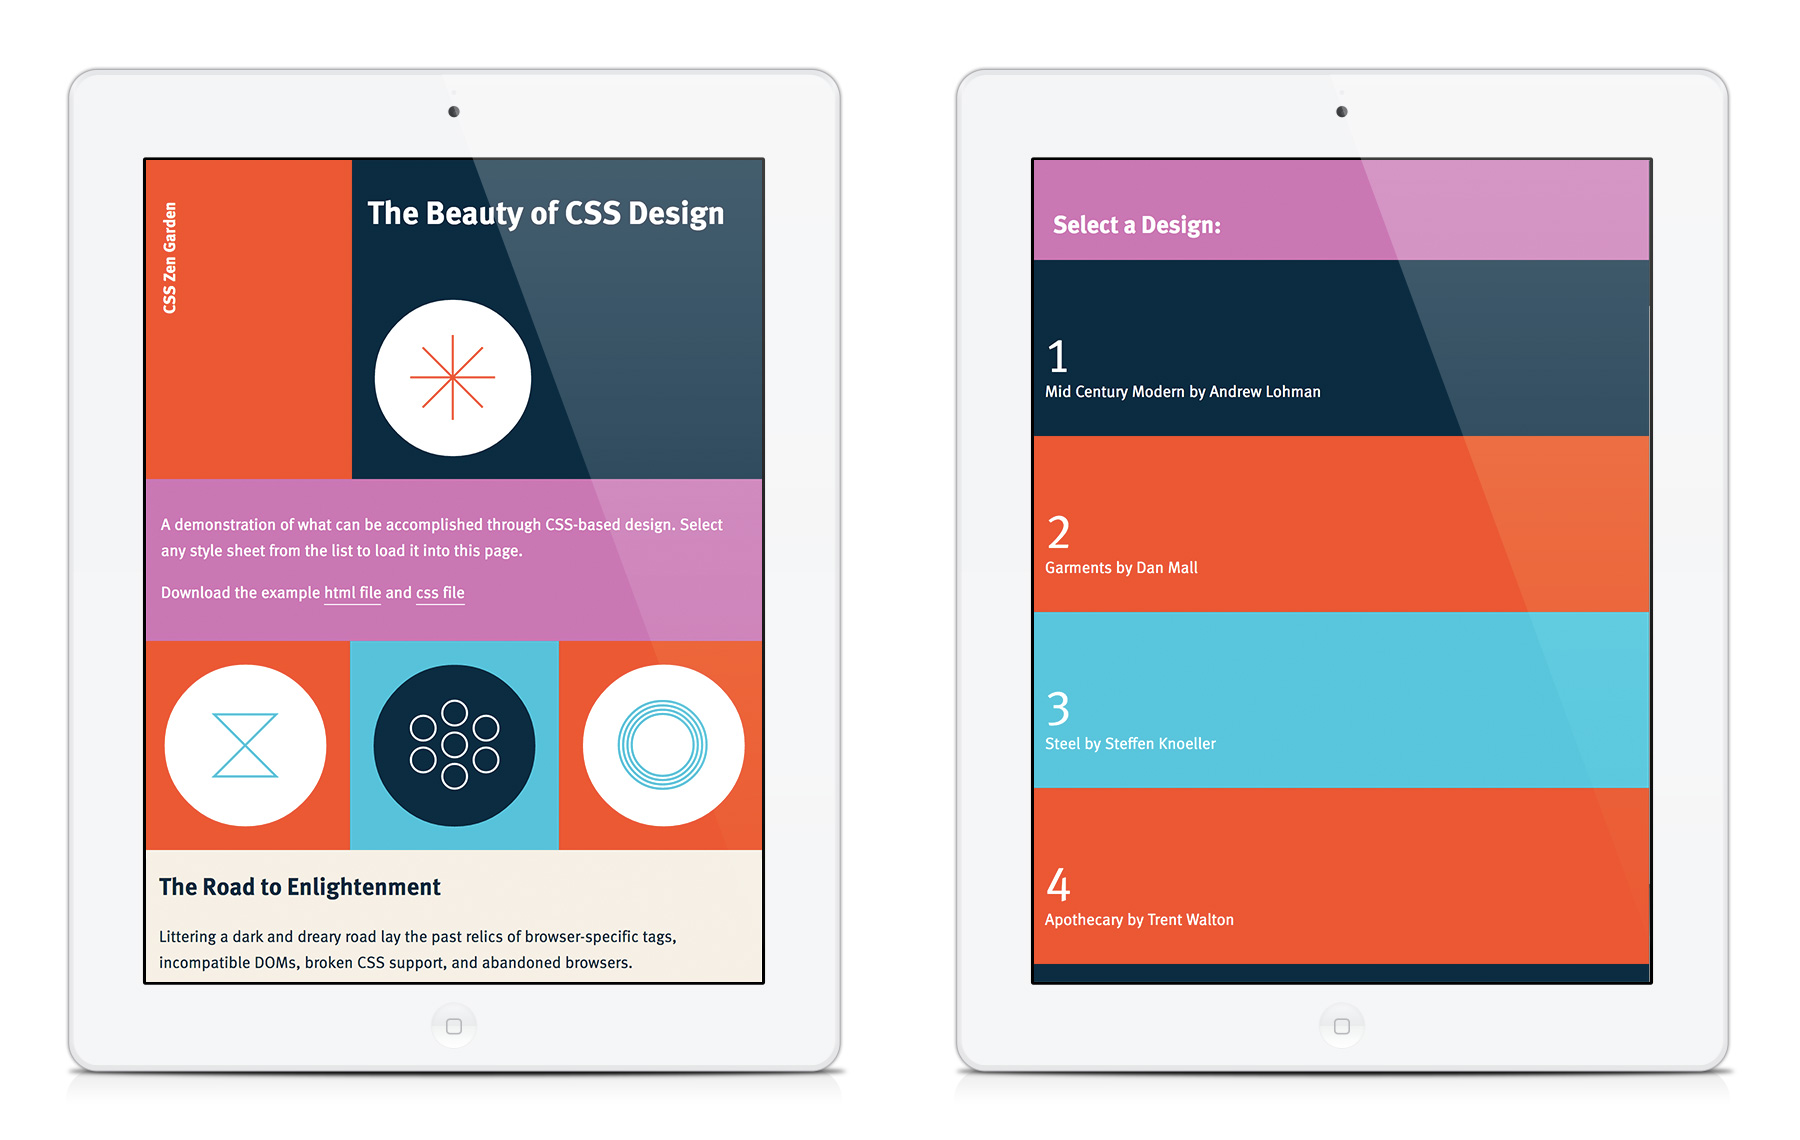 CSS Zen Garden
The Beauty of CSS Design
A demonstration of what can be accomplished through CSS-based design. Select
any style sheet from the list to load it into this page.
Download the example html file and css file
The Road to Enlightenment
Littering a dark and dreary road lay the past relics of browser-specific tags,
incompatible DOMs, broken CSS support, and abandoned browsers.
Select a Design:
1
Mid Century Modern by Andrew Lohman
2
Garments by Dan Mall
3
Steel by Steffen Knoeller
4
Apothecary by Trent Walton